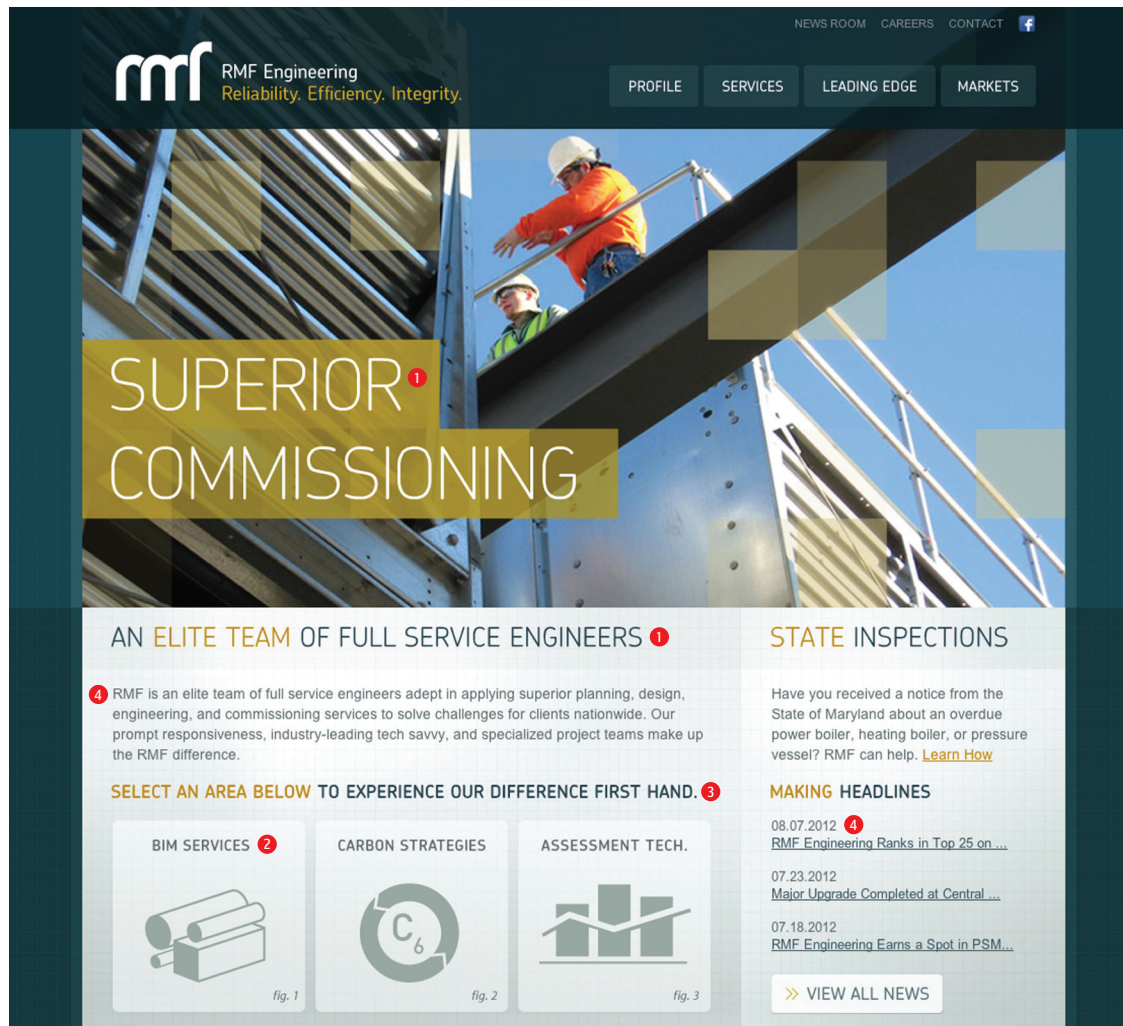 NEWS ROOM CAREERS CONTACT f
rmf
RMF Engineering
Reliability. Efficiency. Integrity.
PROFILE SERVICES LEADING EDGE MARKETS
SUPERIOR 1
COMMISSIONING
AN ELITE TEAM OF FULL SERVICE ENGINEERS 1
4 RMF is an elite team of full service engineers adept in applying superior planning, design,
engineering, and commissioning services to solve challenges for clients nationwide. Our
prompt responsiveness, industry-leading tech savvy, and specialized project teams make up
the RMF difference.
SELECT AN AREA BELOW TO EXPERIENCE OUR DIFFERENCE FIRST HAND. 3
BIM SERVICES 2
fig. 1
CARBON STRATEGIES
C6
fig. 2
ASSESSMENT TECH.
fig. 3
STATE INSPECTIONS
Have you received a notice from the
State of Maryland about an overdue
power boiler, heating boiler, or pressure
vessel? RMF can help. Learn How
MAKING HEADLINES
08.07.2012 4
RMF Engineering Ranks in Top 25 on ...
07.23.2012
Major Upgrade Completed at Central ...
07.18.2012
RMF Engineering Earns a Spot in PSM...
VIEW ALL NEWS